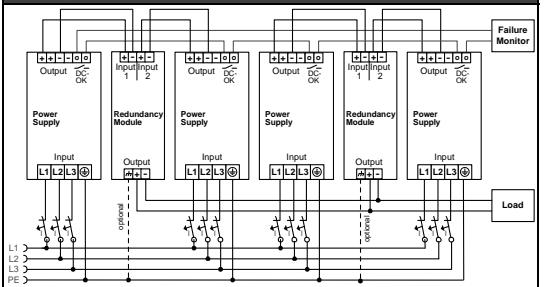 Failure
Monitor
+ + - - o o
+ - + -
+ + - - o o
+ + - - o o
+ - + -
+ + - - o o
Output DC-
OK
Input Input
1 2
Output DC-
OK
Output DC-
OK
Input Input
1 2
Output DC-
OK
Power
Supply
Redundancy
Module
Power
Supply
Power
Supply
Redundancy
Module
Power
Supply
Input
L1 L2 L3
Output
+ -
Input
L1 L2 L3
Input
L1 L2 L3
Output
+ -
Input
L1 L2 L3
optional
optional
Load
L1
L2
L3
PE